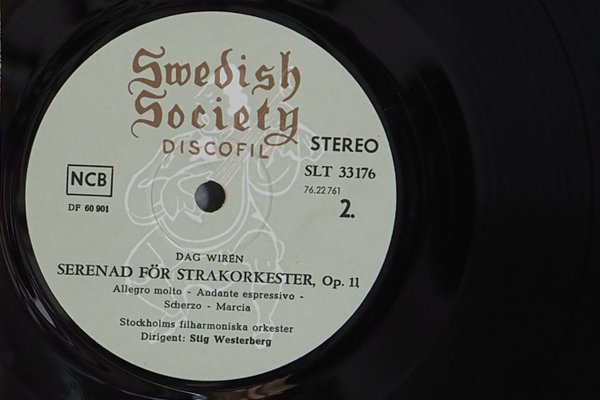 Swedish
Society
DISCOFIL
STEREO
SLT 33176
76.22761
2.
NCB
DF 60 901
DAG WIRÉN
SERENAD FÖR STRAKORKESTER, Op. 11
Allegro molto - Andante espressivo -
Scherzo - Marcia
Stockholms filharmoniska orkester
Dirigent: Stig Westerberg